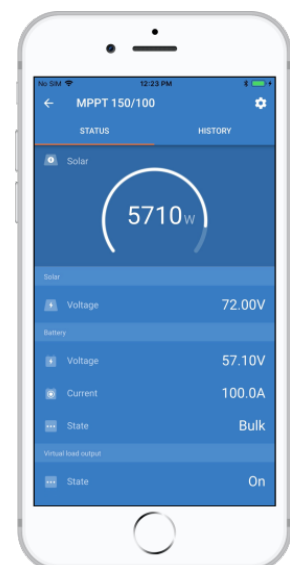 No SIM 12:23 PM
MPPT 150/100
STATUS HISTORY
Solar
5710W
Solar
Voltage 72.00V
Battery
Voltage 57.10V
Current 100.0A
State Bulk
Virtual load output
State On